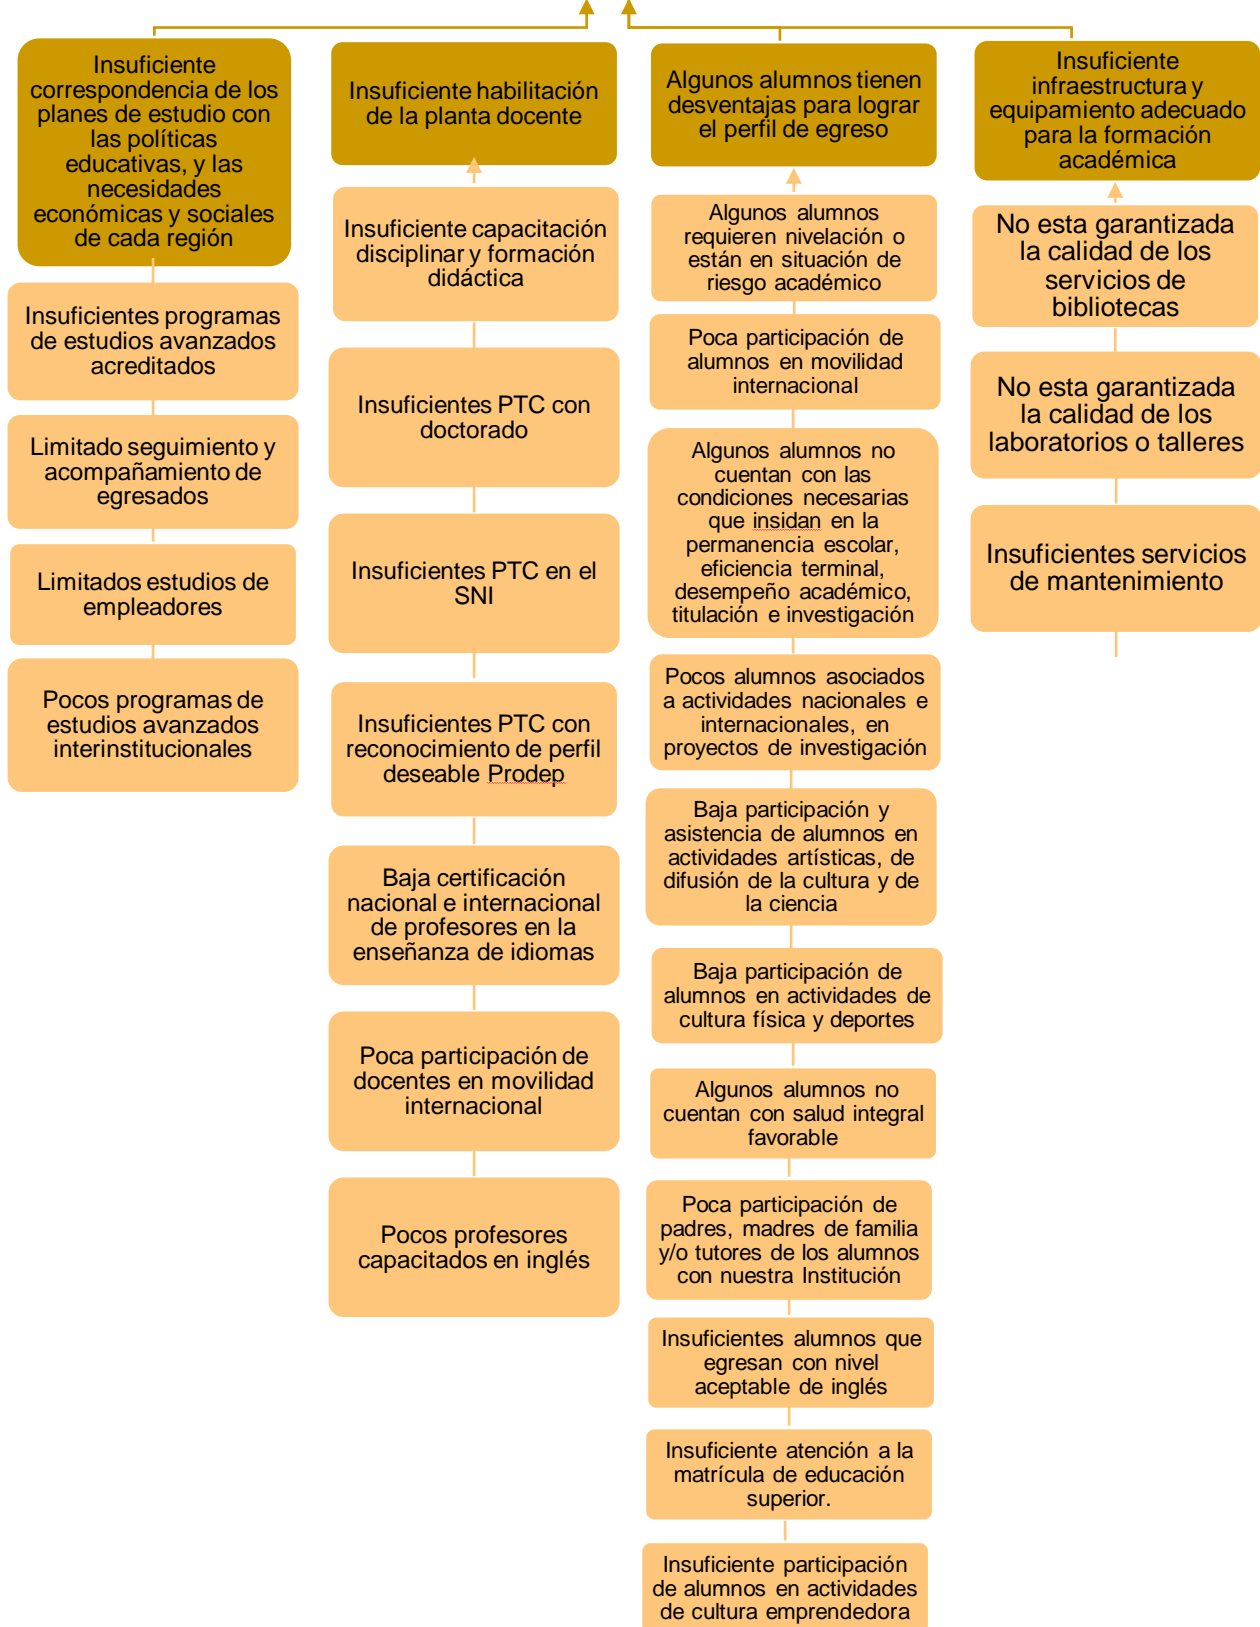 Insuficiente
correspondencia de los
planes de estudio con
las políticas
educativas, y las
necesidades
económicas y sociales
de cada región
Insuficientes programas
de estudios avanzados
acreditados
Limitado seguimiento y
acompañamiento de
egresados
Limitados estudios de
empleadores
Pocos programas de
estudios avanzados
interinstitucionales
Insuficiente habilitación
de la planta docente
Insuficiente capacitación
disciplinar y formación
didáctica
Insuficientes PTC con
doctorado
Insuficientes PTC en el
SNI
Insuficientes PTC con
reconocimiento de perfil
deseable Prodep
Baja certificación
nacional e internacional
de profesores en la
enseñanza de idiomas
Poca participación de
docentes en movilidad
internacional
Pocos profesores
capacitados en inglés
Algunos alumnos tienen
desventajas para lograr
el perfil de egreso
Algunos alumnos
requieren nivelación o
están en situación de
riesgo académico
Poca participación de
alumnos en movilidad
internacional
Algunos alumnos no
cuentan con las
condiciones necesarias
que insidan en la
permanencia escolar,
eficiencia terminal,
desempeño académico,
titulación e investigación
Pocos alumnos asociados
a actividades nacionales e
internacionales, en
proyectos de investigación
Baja participación y
asistencia de alumnos en
actividades artísticas, de
difusión de la cultura y de
la ciencia
Baja participación de
alumnos en actividades de
cultura física y deportes
Algunos alumnos no
cuentan con salud integral
favorable
Poca participación de
padres, madres de familia
y/o tutores de los alumnos
con nuestra Institución
Insuficientes alumnos que
egresan con nivel
aceptable de inglés
Insuficiente atención a la
matrícula de educación
superior.
Insuficiente participación
de alumnos en actividades
de cultura emprendedora
Insuficiente
infraestructura y
equipamiento adecuado
para la formación
académica
No esta garantizada
la calidad de los
servicios de
bibliotecas
No esta garantizada
la calidad de los
laboratorios o talleres
Insuficientes servicios
de mantenimiento